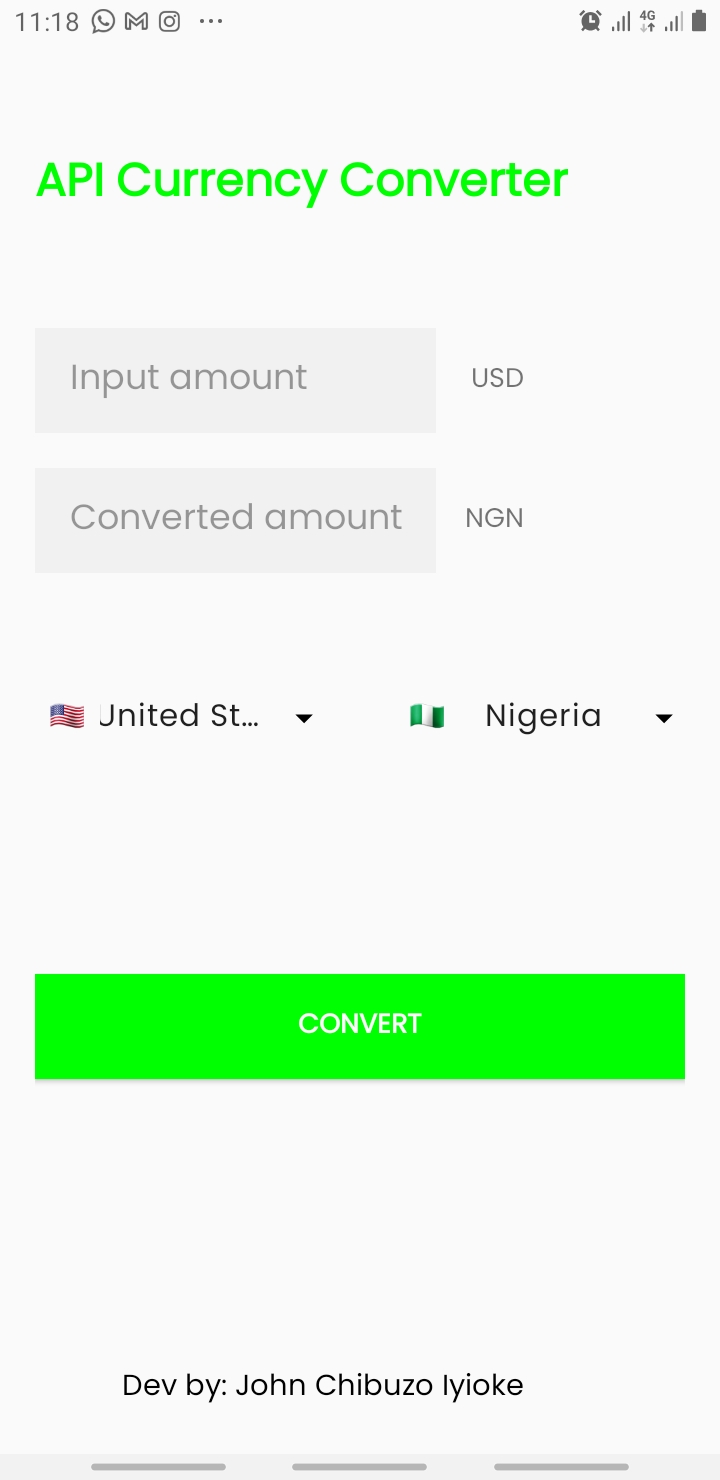 11:18
4G
API Currency Converter
Input amount USD
Converted amount NGN
United St... Nigeria
CONVERT
Dev by: John Chibuzo Iyioke